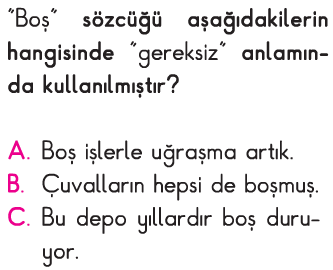 "Boş" sözcüğü aşağıdakilerin
hangisinde "gereksiz" anlamın-
da kullanılmıştır?
A. Boş işlerle uğraşma artık.
B. Çuvalların hepsi de boşmuş.
C. Bu depo yıllardır boş duru-
yor.